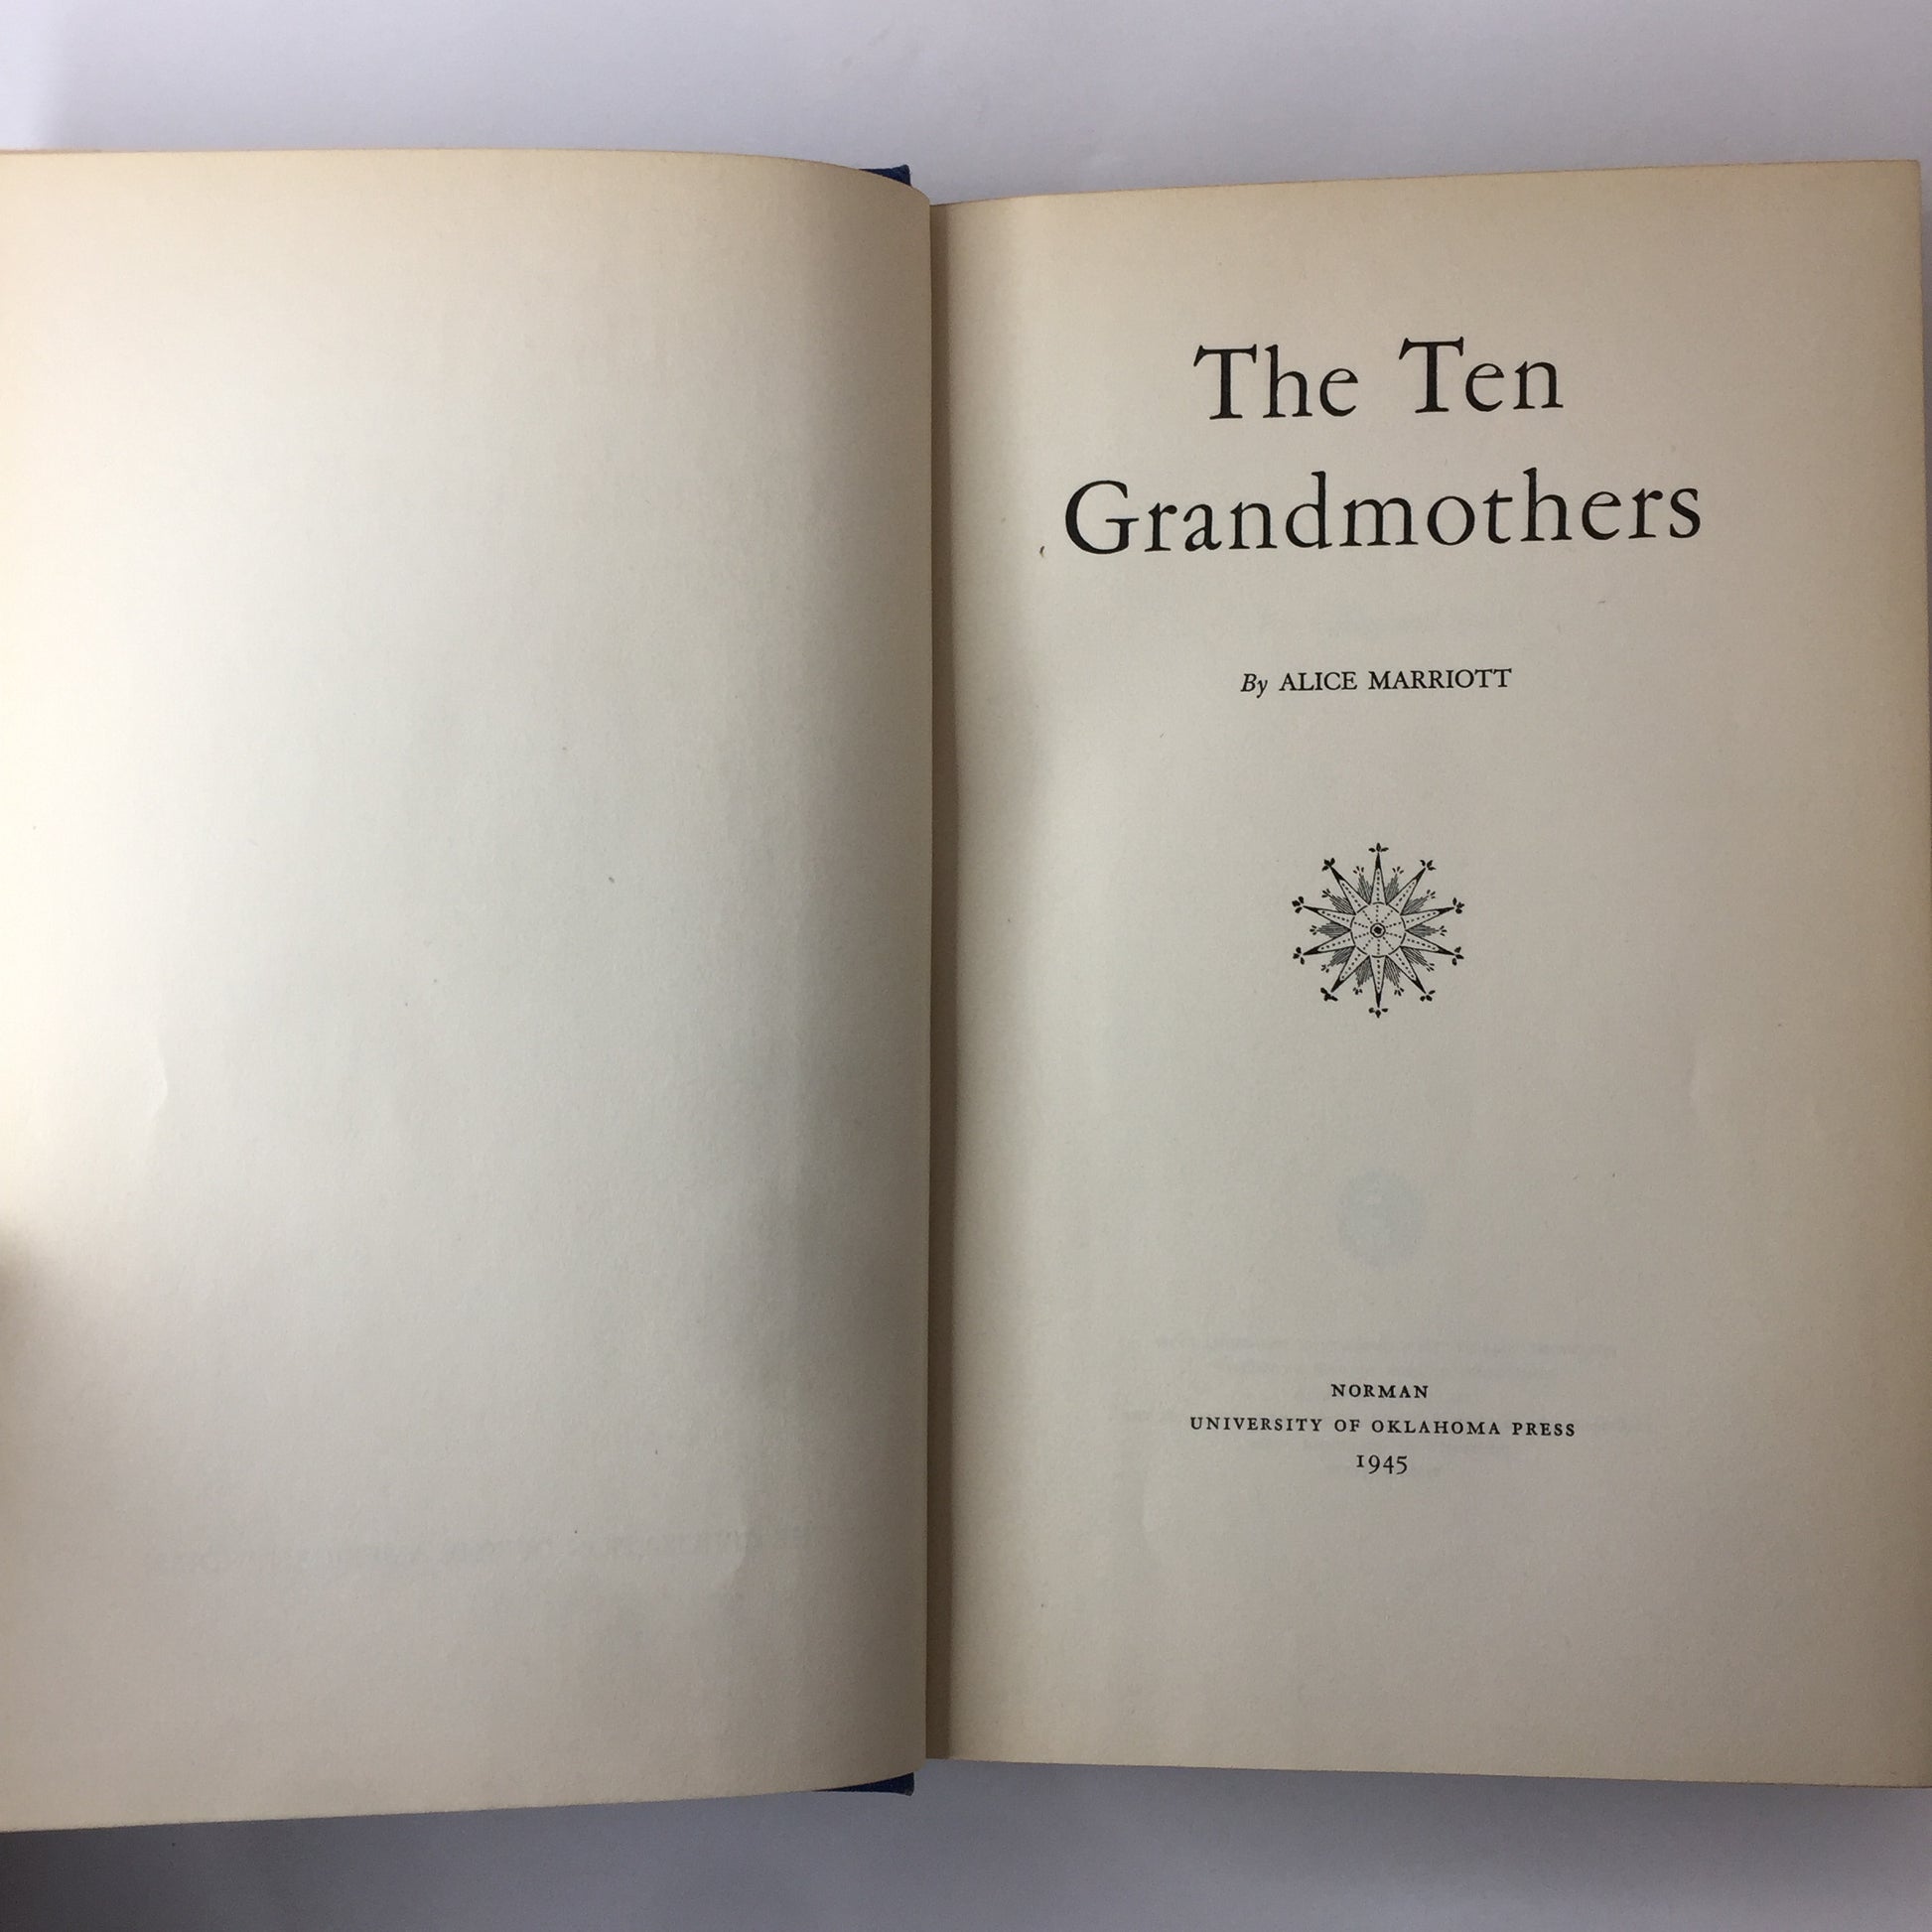 The Ten
Grandmothers
By ALICE MARRIOTT
NORMAN
UNIVERSITY OF OKLAHOMA PRESS
1945